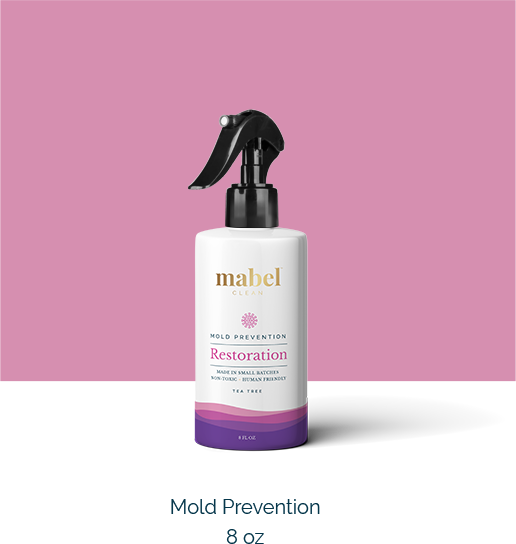 mabel
CLEAN
MOLD PREVENTION
Restoration
MADE IN SMALL BATCHES
NON-TOXIC · HUMAN FRIENDLY
TEA TREE
8 FL OZ
Mold Prevention
8 oz